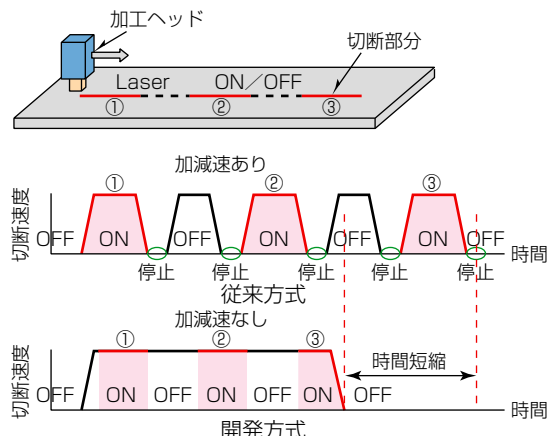 加工ヘッド
切断部分
Laser ON／OFF
① ② ③
加減速あり
① ② ③
切断速度
OFF ON OFF ON OFF ON OFF
時間
停止 停止 停止 停止 停止
従来方式
加減速なし
① ② ③
時間短縮
切断速度
OFF ON OFF ON OFF ON OFF
時間
開発方式